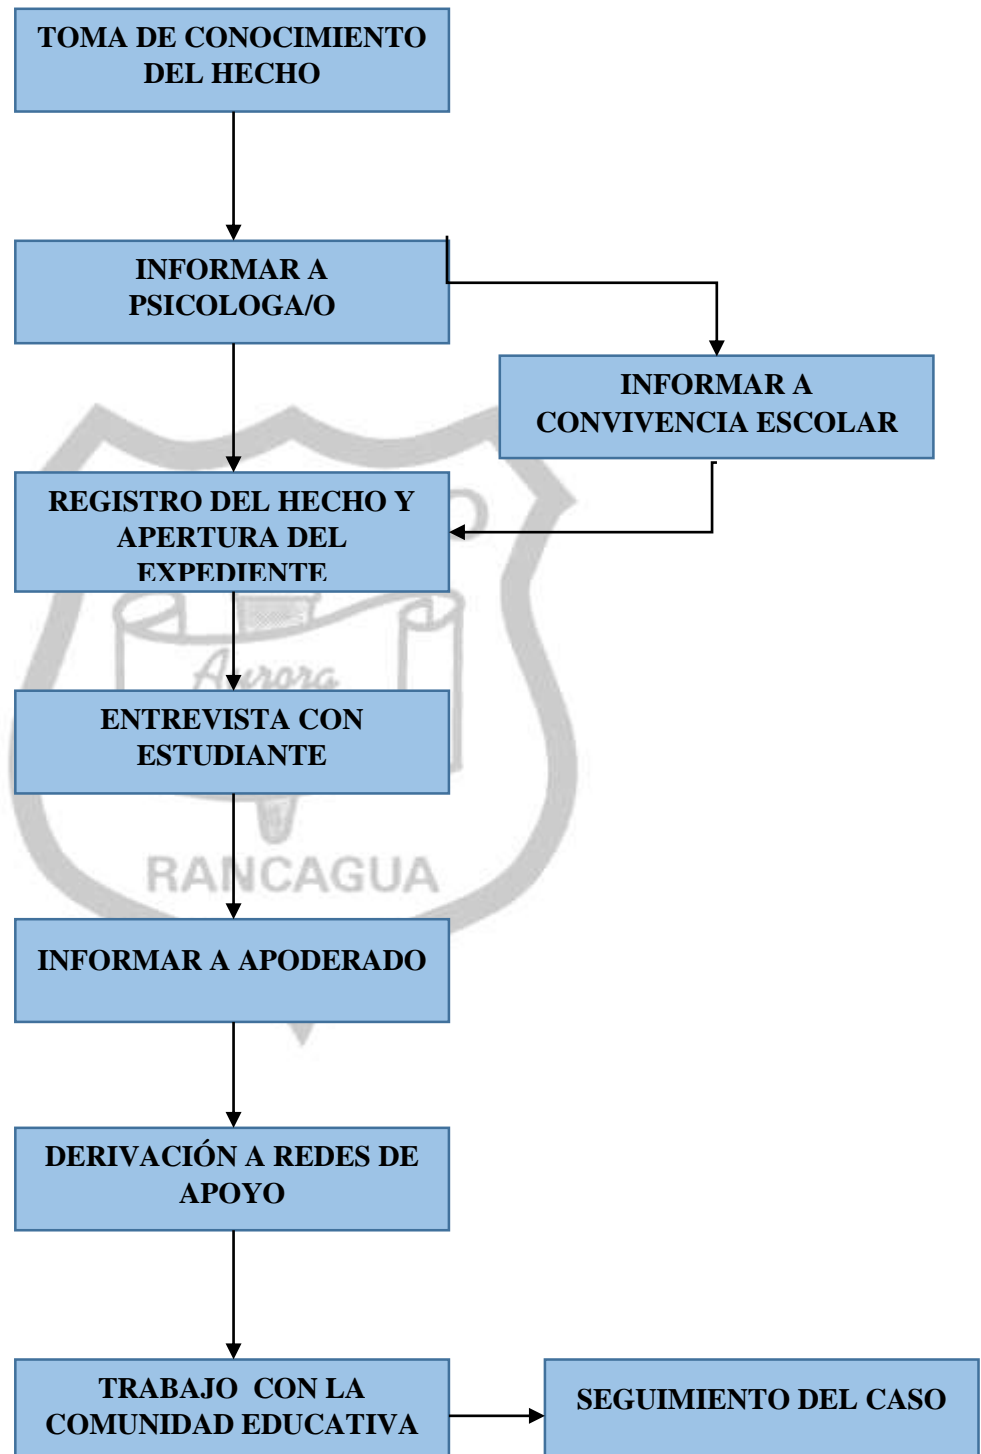 TOMA DE CONOCIMIENTO
DEL HECHO
INFORMAR A
PSICOLOGA/O
INFORMAR A
CONVIVENCIA ESCOLAR
REGISTRO DEL HECHO Y
APERTURA DEL
EXPEDIENTE
Aurora
ENTREVISTA CON
ESTUDIANTE
RANCAGUA
INFORMAR A APODERADO
DERIVACIÓN A REDES DE
APOYO
TRABAJO CON LA
COMUNIDAD EDUCATIVA
SEGUIMIENTO DEL CASO